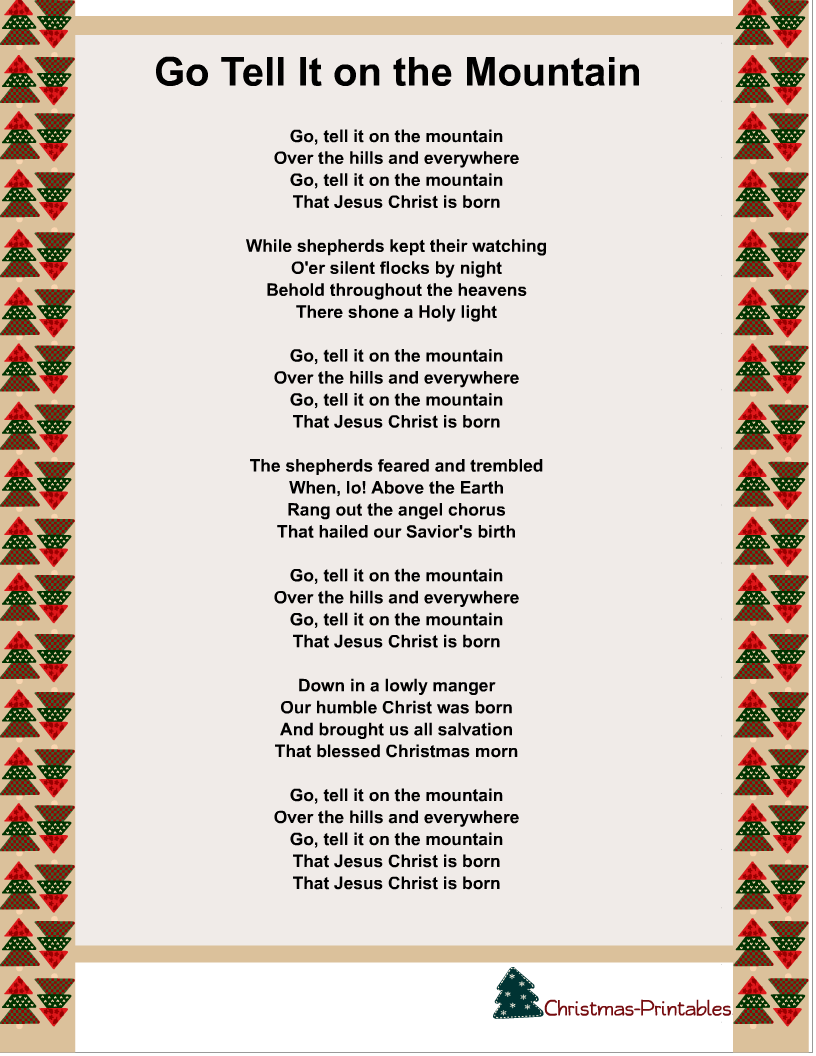 Go Tell It on the Mountain
Go, tell it on the mountain
Over the hills and everywhere
Go, tell it on the mountain
That Jesus Christ is born
While shepherds kept their watching
O'er silent flocks by night
Behold throughout the heavens
There shone a Holy light
Go, tell it on the mountain
Over the hills and everywhere
Go, tell it on the mountain
That Jesus Christ is born
The shepherds feared and trembled
When, lo! Above the Earth
Rang out the angel chorus
That hailed our Savior's birth
Go, tell it on the mountain
Over the hills and everywhere
Go, tell it on the mountain
That Jesus Christ is born
Down in a lowly manger
Our humble Christ was born
And brought us all salvation
That blessed Christmas morn
Go, tell it on the mountain
Over the hills and everywhere
Go, tell it on the mountain
That Jesus Christ is born
That Jesus Christ is born
Christmas-Printables